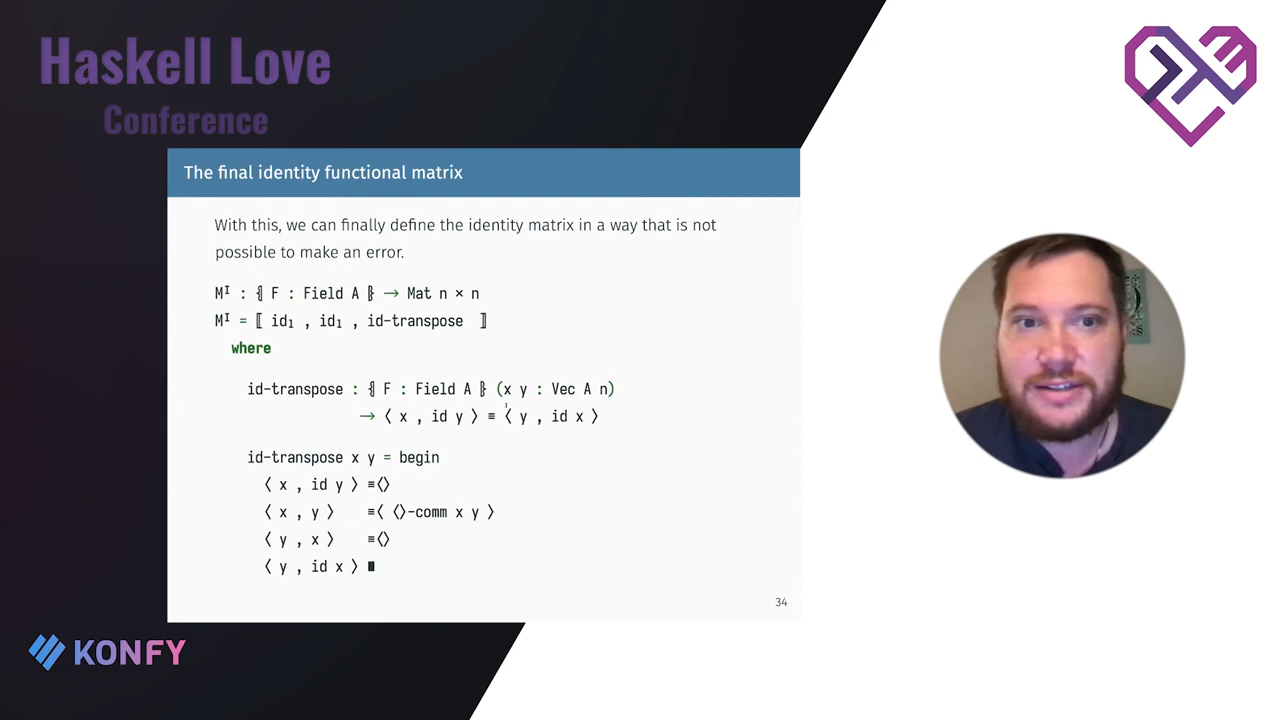 Haskell Love
Conference
The final identity functional matrix
With this, we can finally define the identity matrix in a way that is not
possible to make an error.
Mᴵ : ⦃ F : Field A ⦄ → Mat n × n
Mᴵ = ⟦ id₁ , id₁ , id-transpose ⟧
where
id-transpose : ⦃ F : Field A ⦄ (x y : Vec A n)
→ ⟨ x , id y ⟩ ≡ ⟨ y , id x ⟩
id-transpose x y = begin
⟨ x , id y ⟩ ≡⟨⟩
⟨ x , y ⟩ ≡⟨ ⟨⟩-comm x y ⟩
⟨ y , x ⟩ ≡⟨⟩
⟨ y , id x ⟩ ∎
34
KONFY